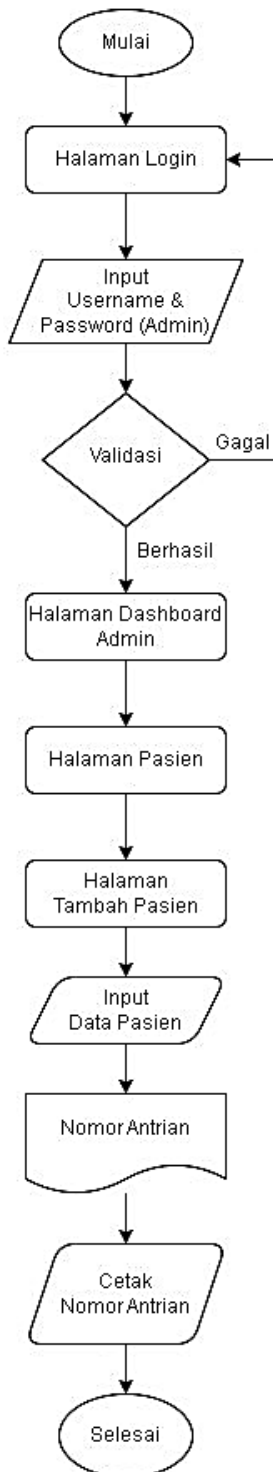 Mulai
Halaman Login
Input
Username &
Password (Admin)
Validasi
Gagal
Berhasil
Halaman Dashboard
Admin
Halaman Pasien
Halaman
Tambah Pasien
Input
Data Pasien
Nomor Antrian
Cetak
Nomor Antrian
Selesai